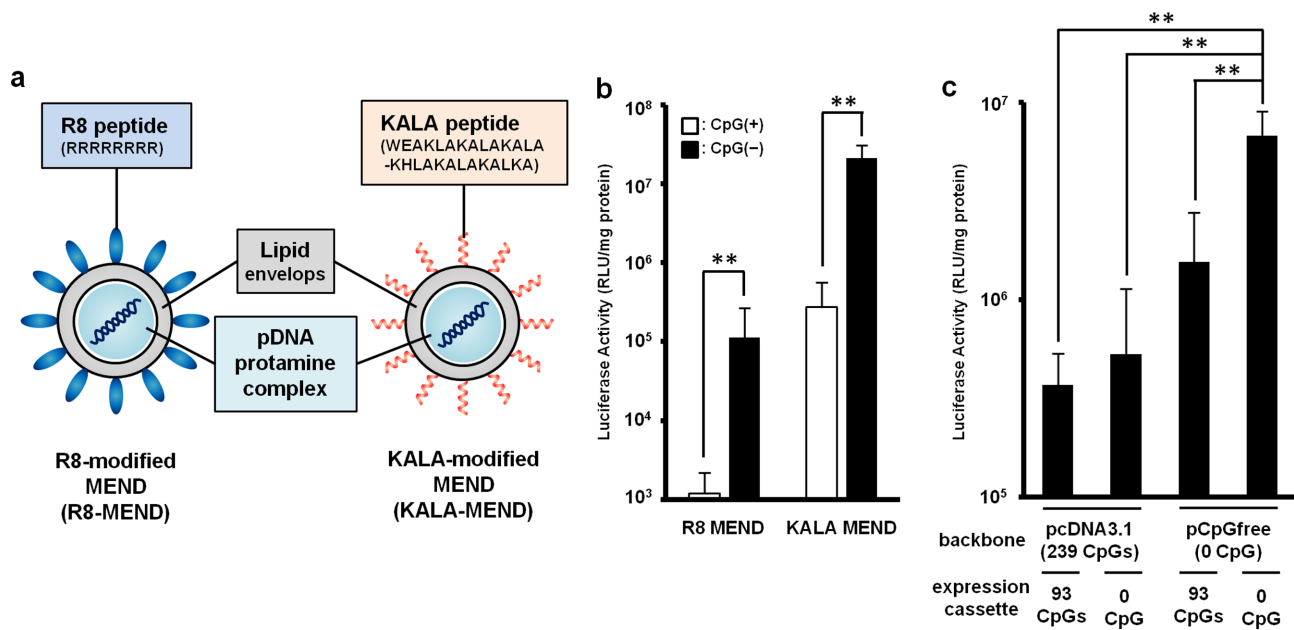 a
R8 peptide
(RRRRRRRR)
KALA peptide
(WEAKLAKALAKALA
-KHLAKALAKALKA)
Lipid
envelops
pDNA
protamine
complex
R8-modified
MEND
(R8-MEND)
KALA-modified
MEND
(KALA-MEND)
b
Luciferase Activity (RLU/mg protein)
10⁸
10⁷
10⁶
10⁵
10⁴
10³
: CpG(+)
: CpG(−)
**
**
R8 MEND
KALA MEND
c
Luciferase Activity (RLU/mg protein)
10⁷
10⁶
10⁵
**
**
**
backbone
pcDNA3.1
(239 CpGs)
pCpGfree
(0 CpG)
expression
cassette
93
CpGs
0
CpG
93
CpGs
0
CpG